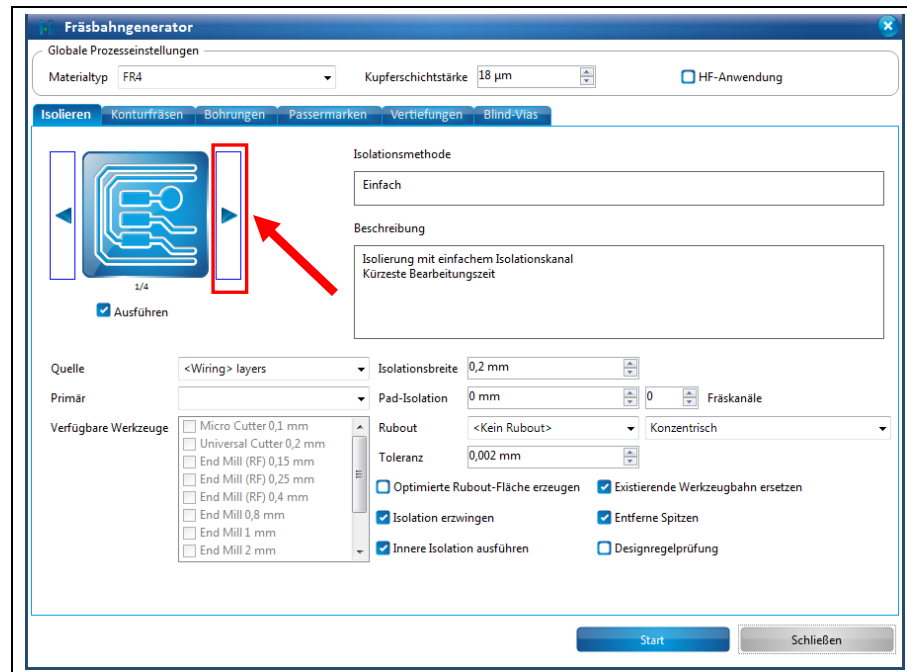 Fräsbahngenerator
Globale Prozesseinstellungen
Materialtyp FR4 Kupferschichtstärke 18 µm HF-Anwendung
Isolieren Konturfräsen Bohrungen Passermarken Vertiefungen Blind-Vias
Isolationsmethode
Einfach
Beschreibung
Isolierung mit einfachem Isolationskanal
Kürzeste Bearbeitungszeit
1/4
Ausführen
Quelle <Wiring> layers Isolationsbreite 0,2 mm
Primär Pad-Isolation 0 mm 0 Fräskanäle
Verfügbare Werkzeuge Micro Cutter 0,1 mm Rubout <Kein Rubout> Konzentrisch
Universal Cutter 0,2 mm
End Mill (RF) 0,15 mm Toleranz 0,002 mm
End Mill (RF) 0,25 mm Optimierte Rubout-Fläche erzeugen Existierende Werkzeugbahn ersetzen
End Mill (RF) 0,4 mm
End Mill 0,8 mm Isolation erzwingen Entferne Spitzen
End Mill 1 mm
End Mill 2 mm Innere Isolation ausführen Designregelprüfung
Start Schließen